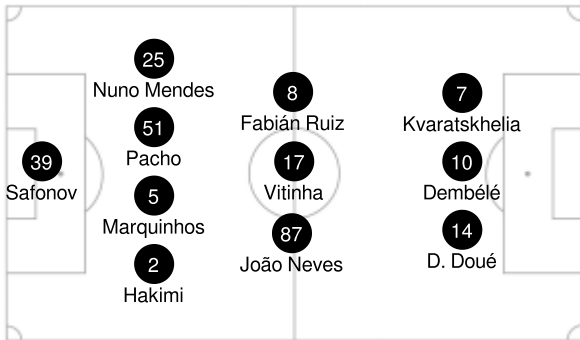 25
Nuno Mendes
8
Fabián Ruiz
7
Kvaratskhelia
51
Pacho
39
Safonov
17
Vitinha
10
Dembélé
5
Marquinhos
87
João Neves
14
D. Doué
2
Hakimi